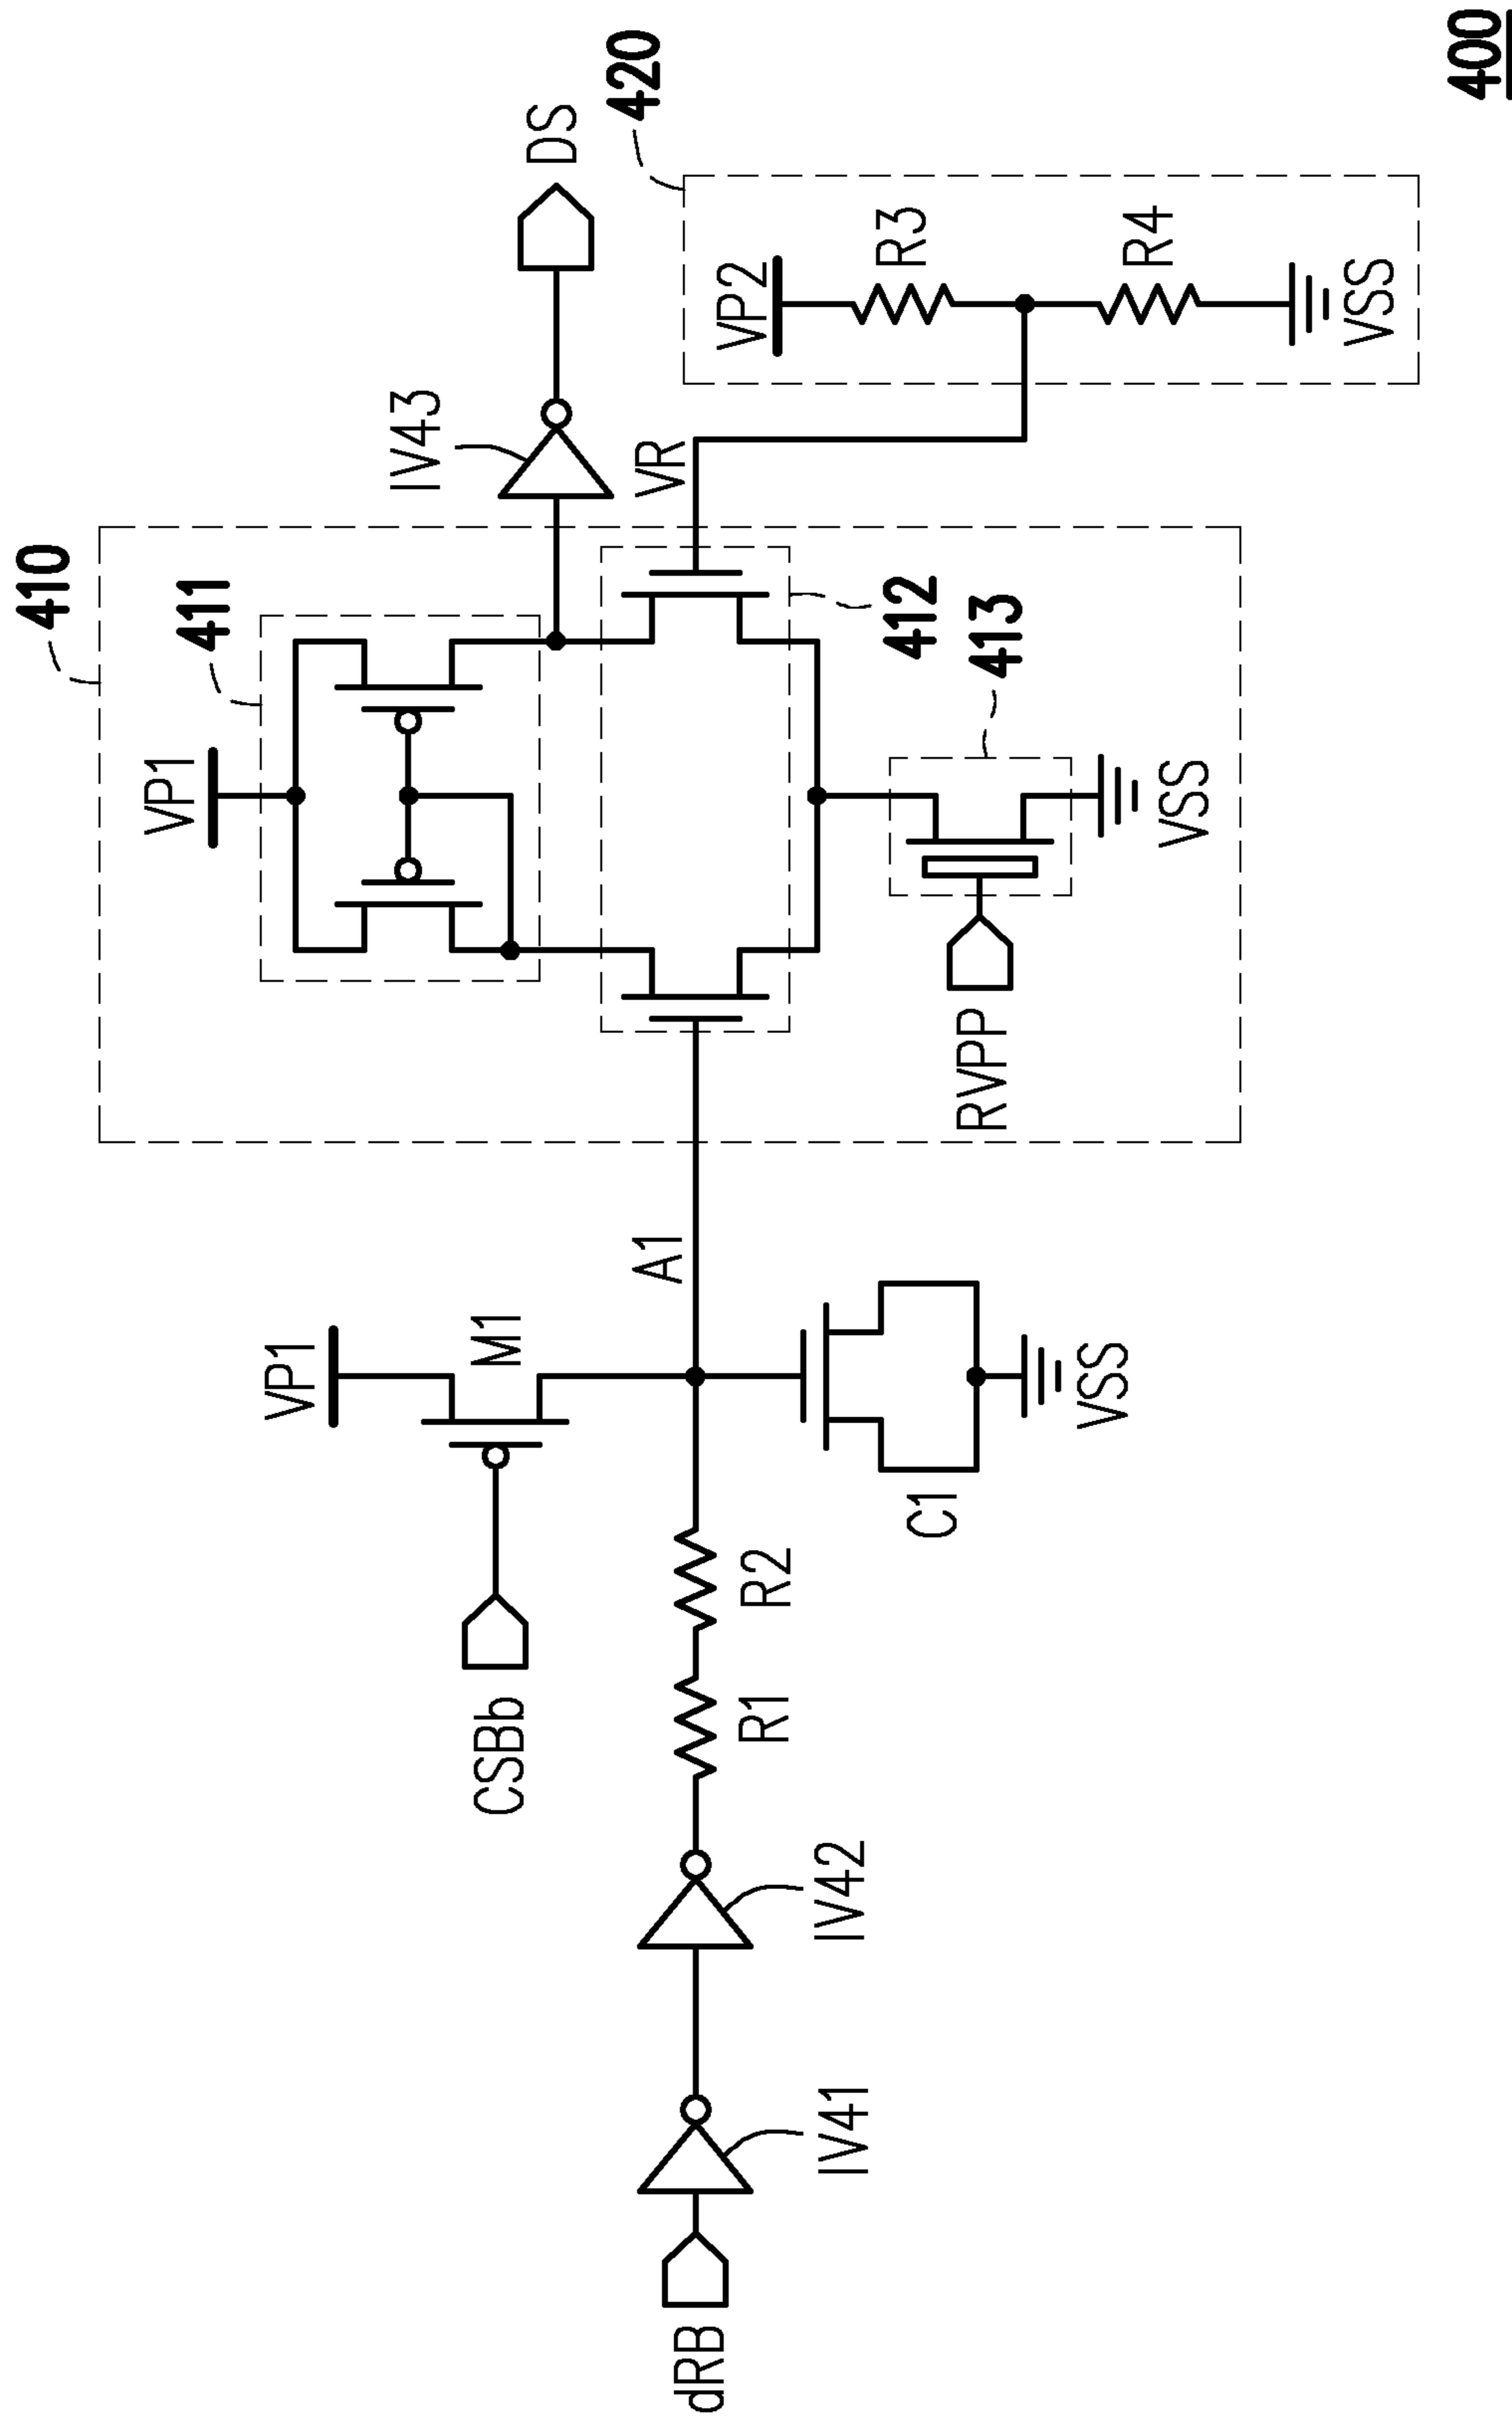 410
411
VP1
IV43
DS
420
VP1
M1
CSBb
A1
VR
VP2
R3
R4
VSS
412
413
RVPP
VSS
dRB
IV41
IV42
R1
R2
C1
VSS
400